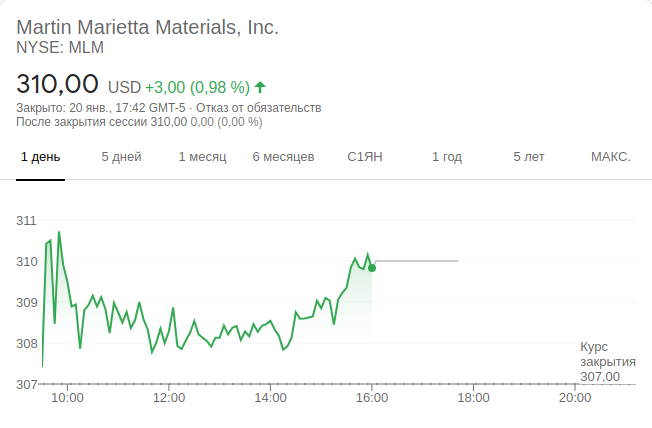 Martin Marietta Materials, Inc.
NYSE: MLM
310,00 USD +3,00 (0,98 %)
Закрыто: 20 янв., 17:42 GMT-5 · Отказ от обязательств
После закрытия сессии 310,00 0,00 (0,00 %)
1 день 5 дней 1 месяц 6 месяцев С1ЯН 1 год 5 лет МАКС.
311
310
309
308
307
Курс
закрытия
307,00
10:00 12:00 14:00 16:00 18:00 20:00